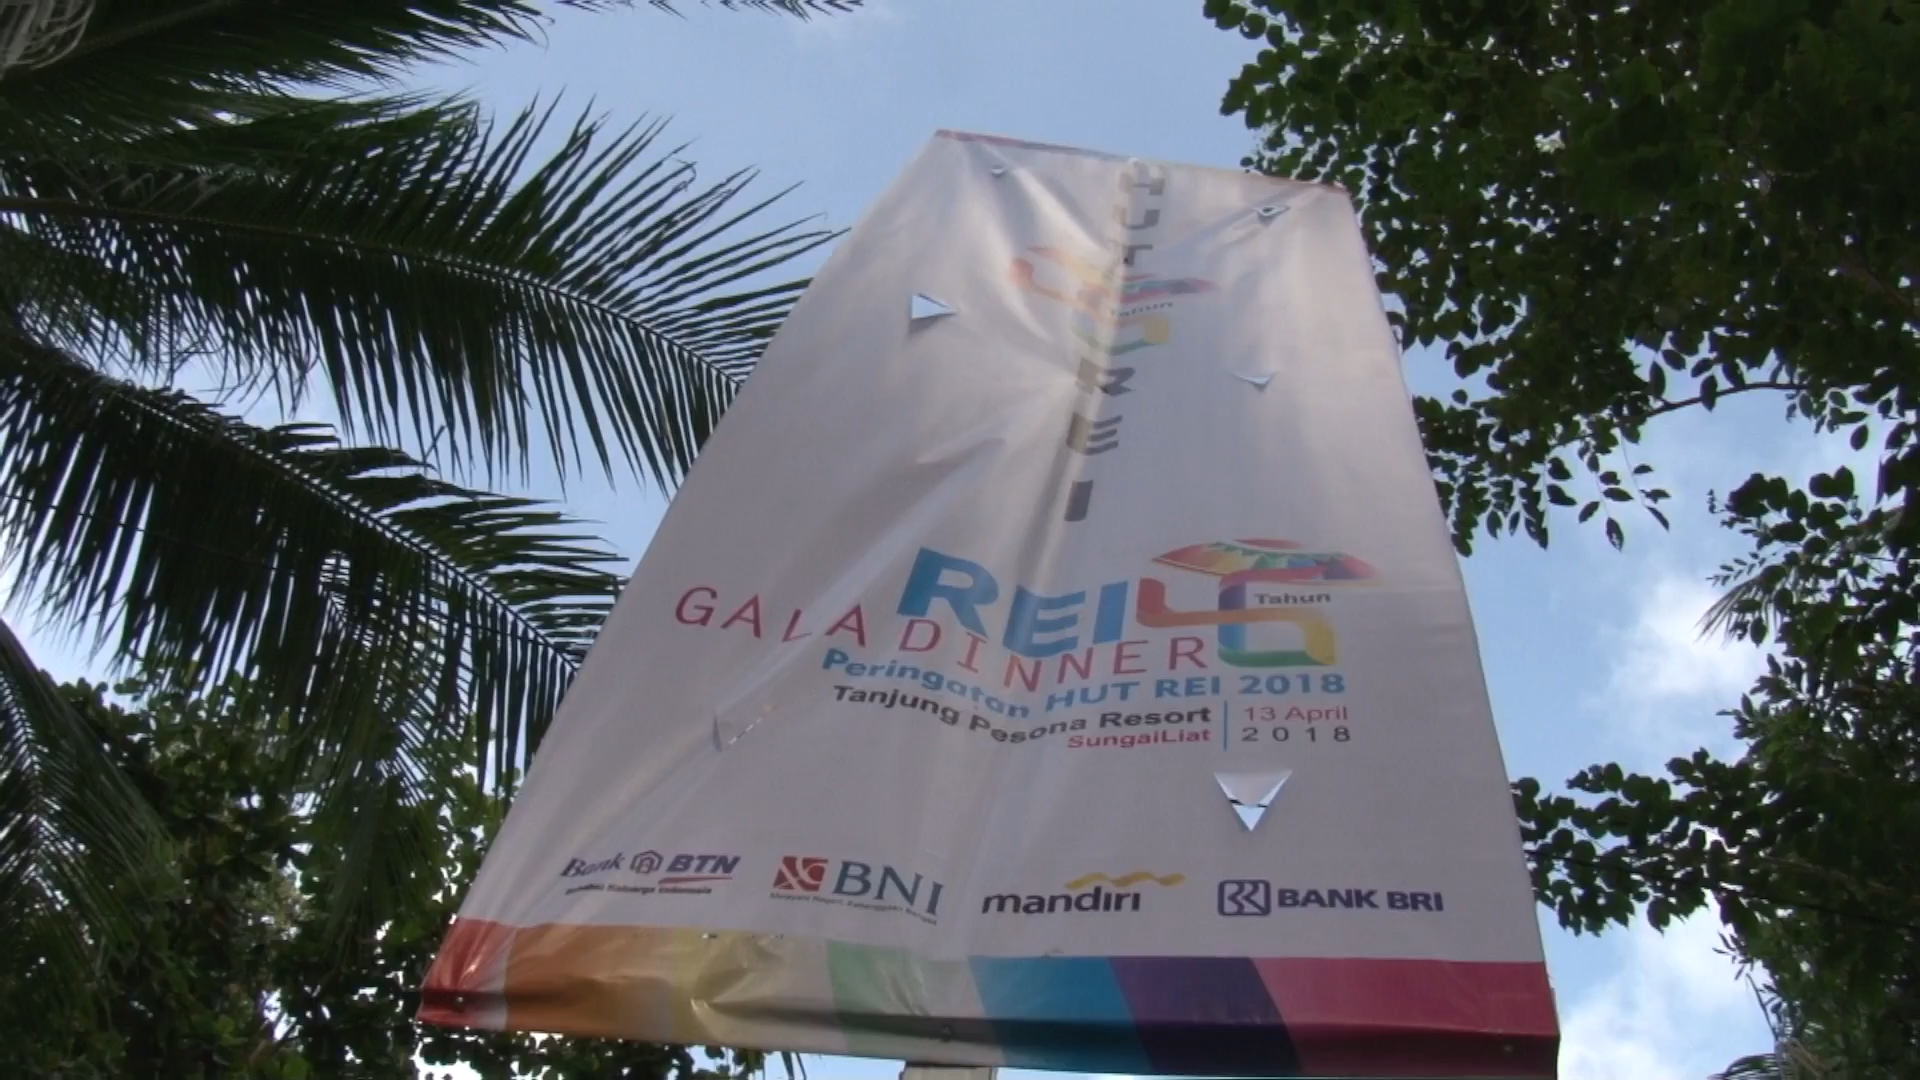 REI
Tahun
GALA DINNER
Peringatan HUT REI 2018
Tanjung Pesona Resort
SungaiLiat
13 April
2018
Bank BTN
BNI
mandiri
BANK BRI